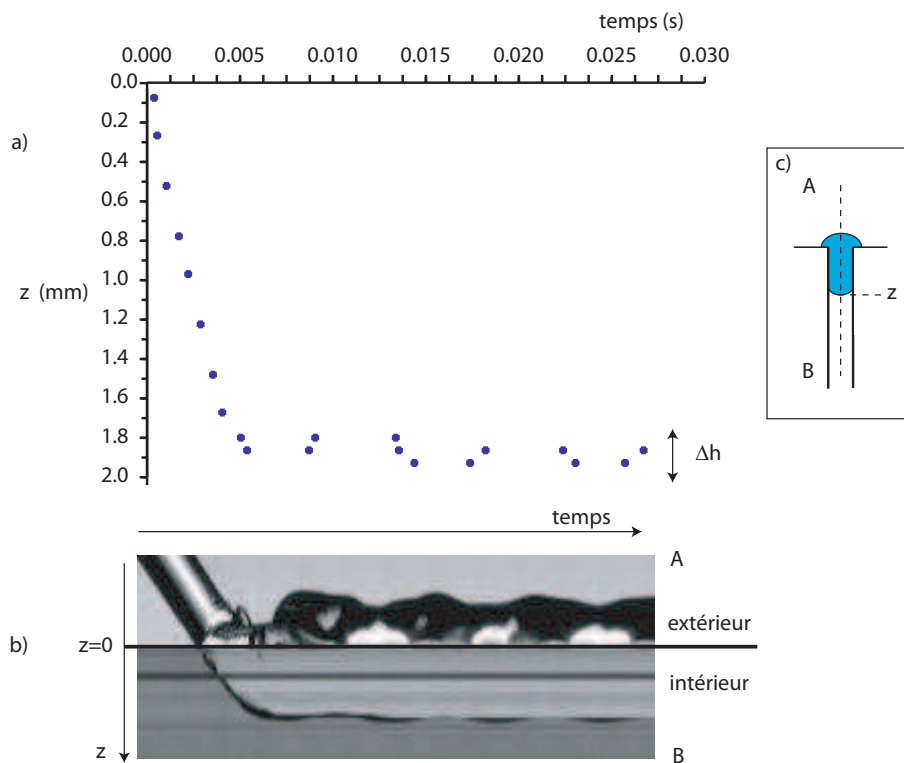 temps (s)
0.000 0.005 0.010 0.015 0.020 0.025 0.030
a)
z (mm)
0.0
0.2
0.4
0.6
0.8
1.0
1.2
1.4
1.6
1.8
2.0
Δh
c)
A
z
B
temps
b)
z=0
z
A
extérieur
intérieur
B